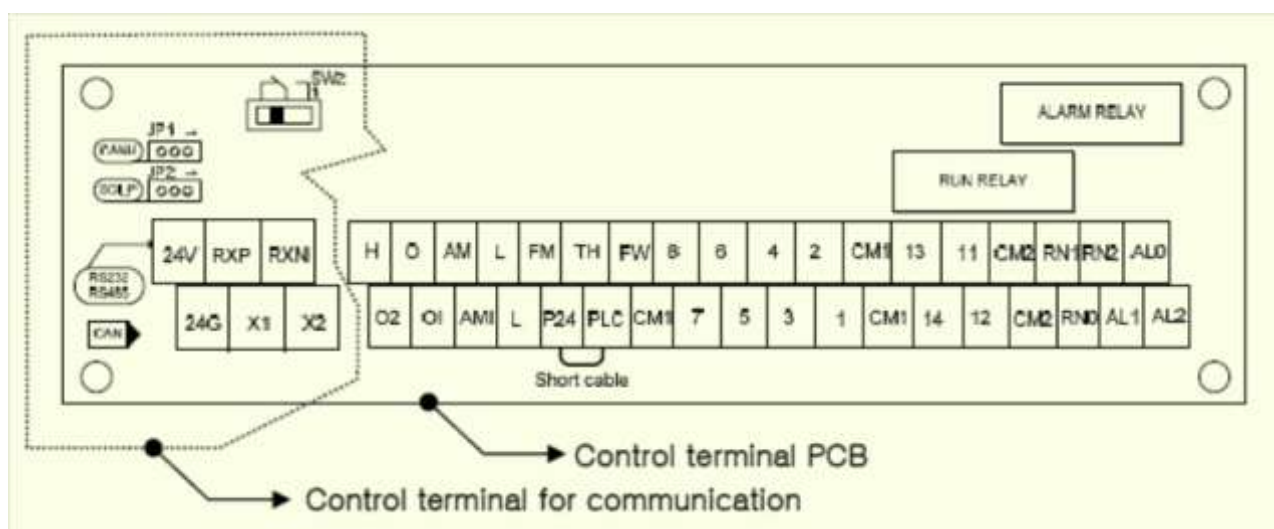 SW2
1
ALARM RELAY
JP1 →
RUN RELAY
JP2 →
24V RXP RXN H O AM L FM TH FW 8 6 4 2 CM1 13 11 CM2 RN1 RN2 AL0
RS232
RS485
24G X1 X2 O2 OI AMI L P24 PLC CM1 7 5 3 1 CM1 14 12 CM2 RN0 AL1 AL2
CAN
Short cable
Control terminal PCB
Control terminal for communication